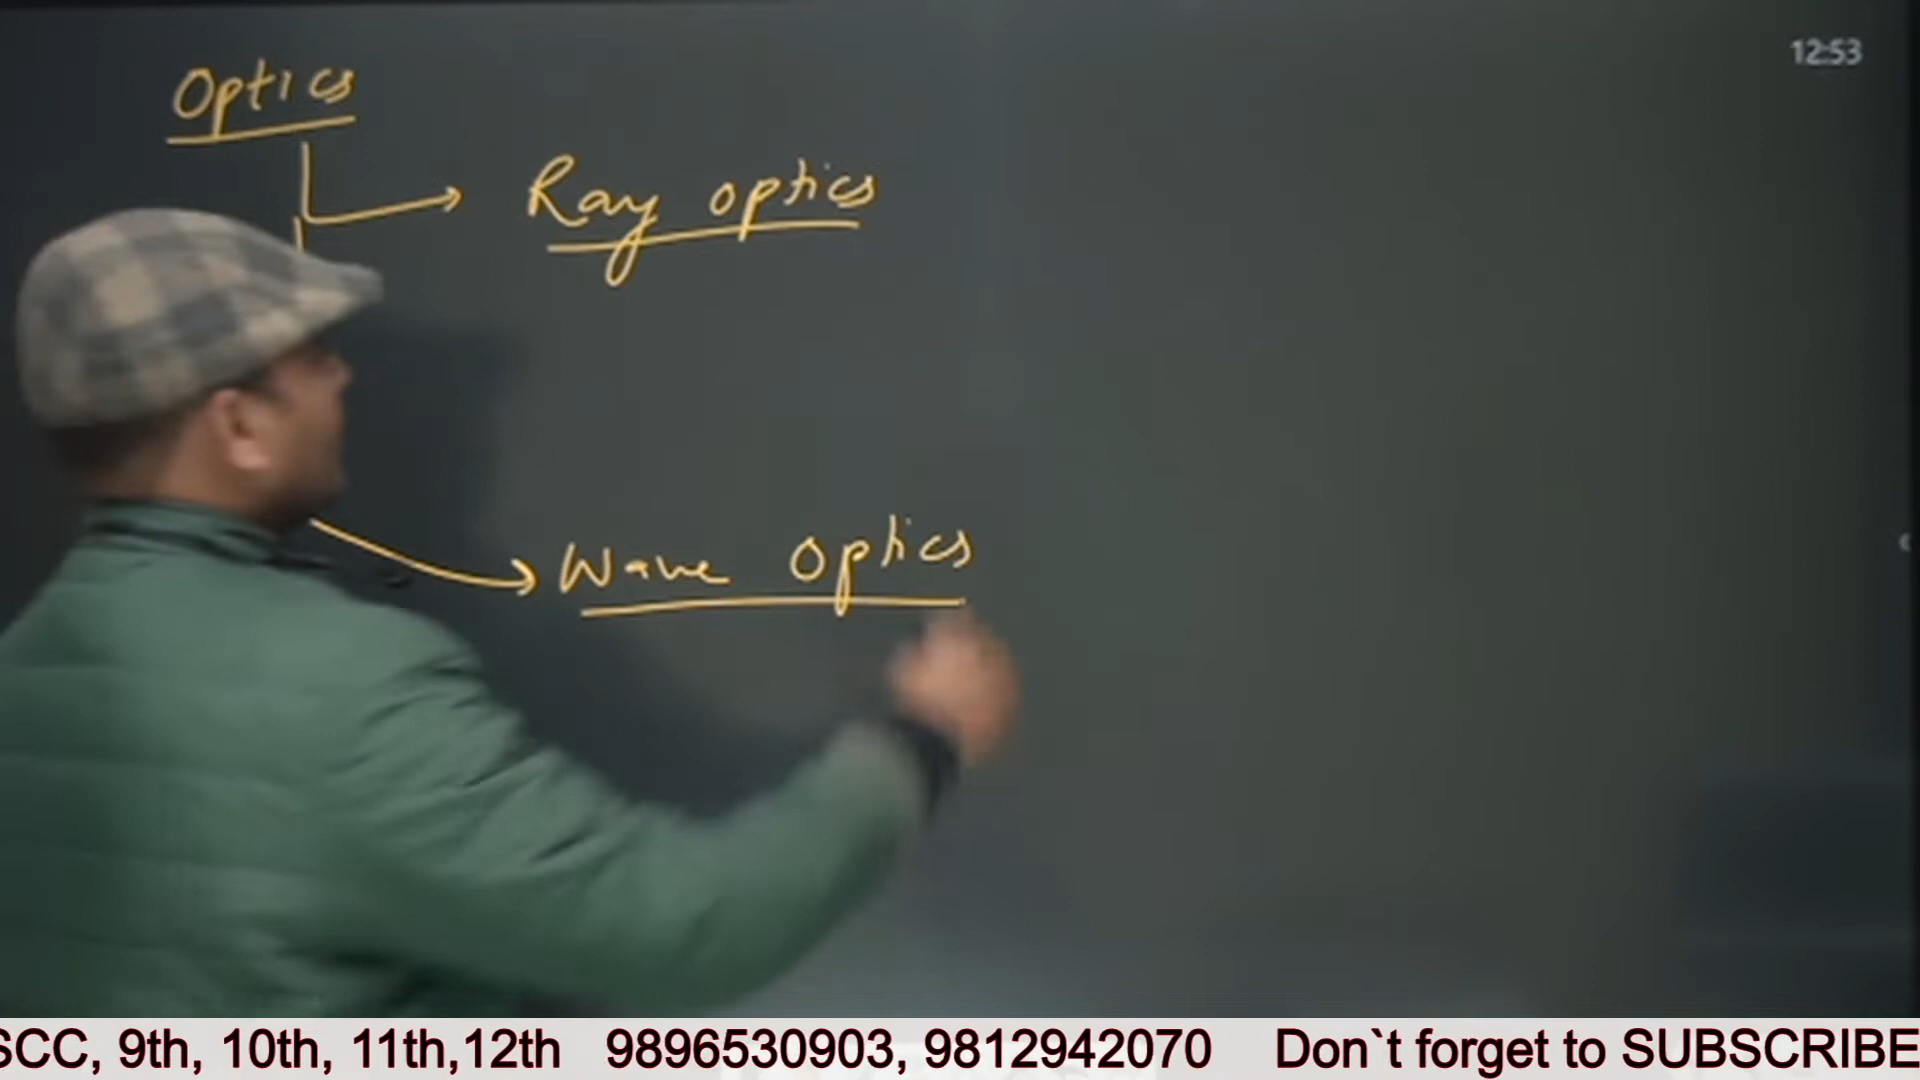 12:53
Optics
Ray optics
Wave Optics
SCC, 9th, 10th, 11th,12th 9896530903, 9812942070 Don`t forget to SUBSCRIBE